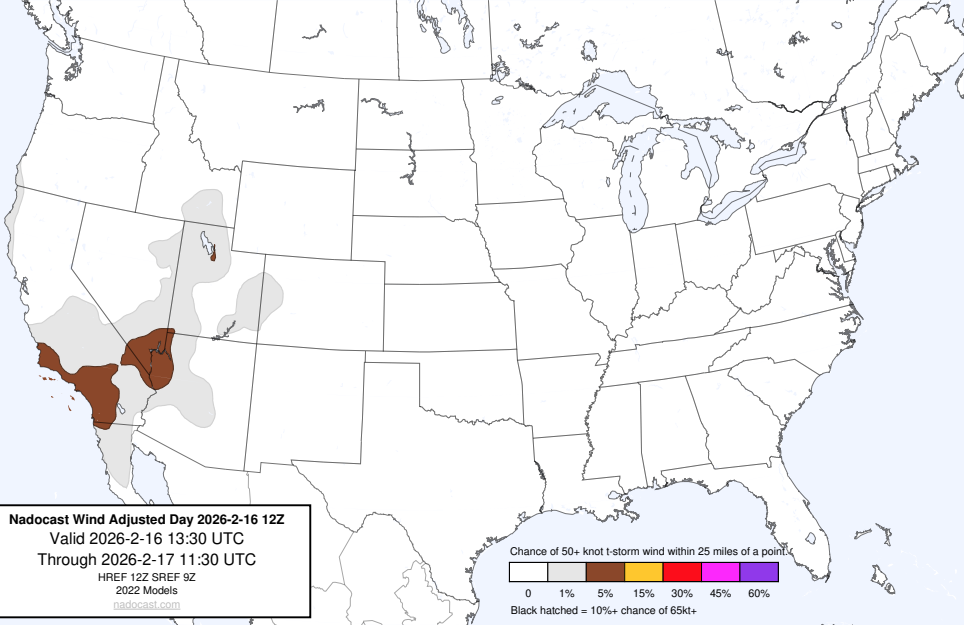 Nadocast Wind Adjusted Day 2026-2-16 12Z
Valid 2026-2-16 13:30 UTC
Through 2026-2-17 11:30 UTC
HREF 12Z SREF 9Z
2022 Models
nadocast.com
Chance of 50+ knot t-storm wind within 25 miles of a point.
0 1% 5% 15% 30% 45% 60%
Black hatched = 10%+ chance of 65kt+